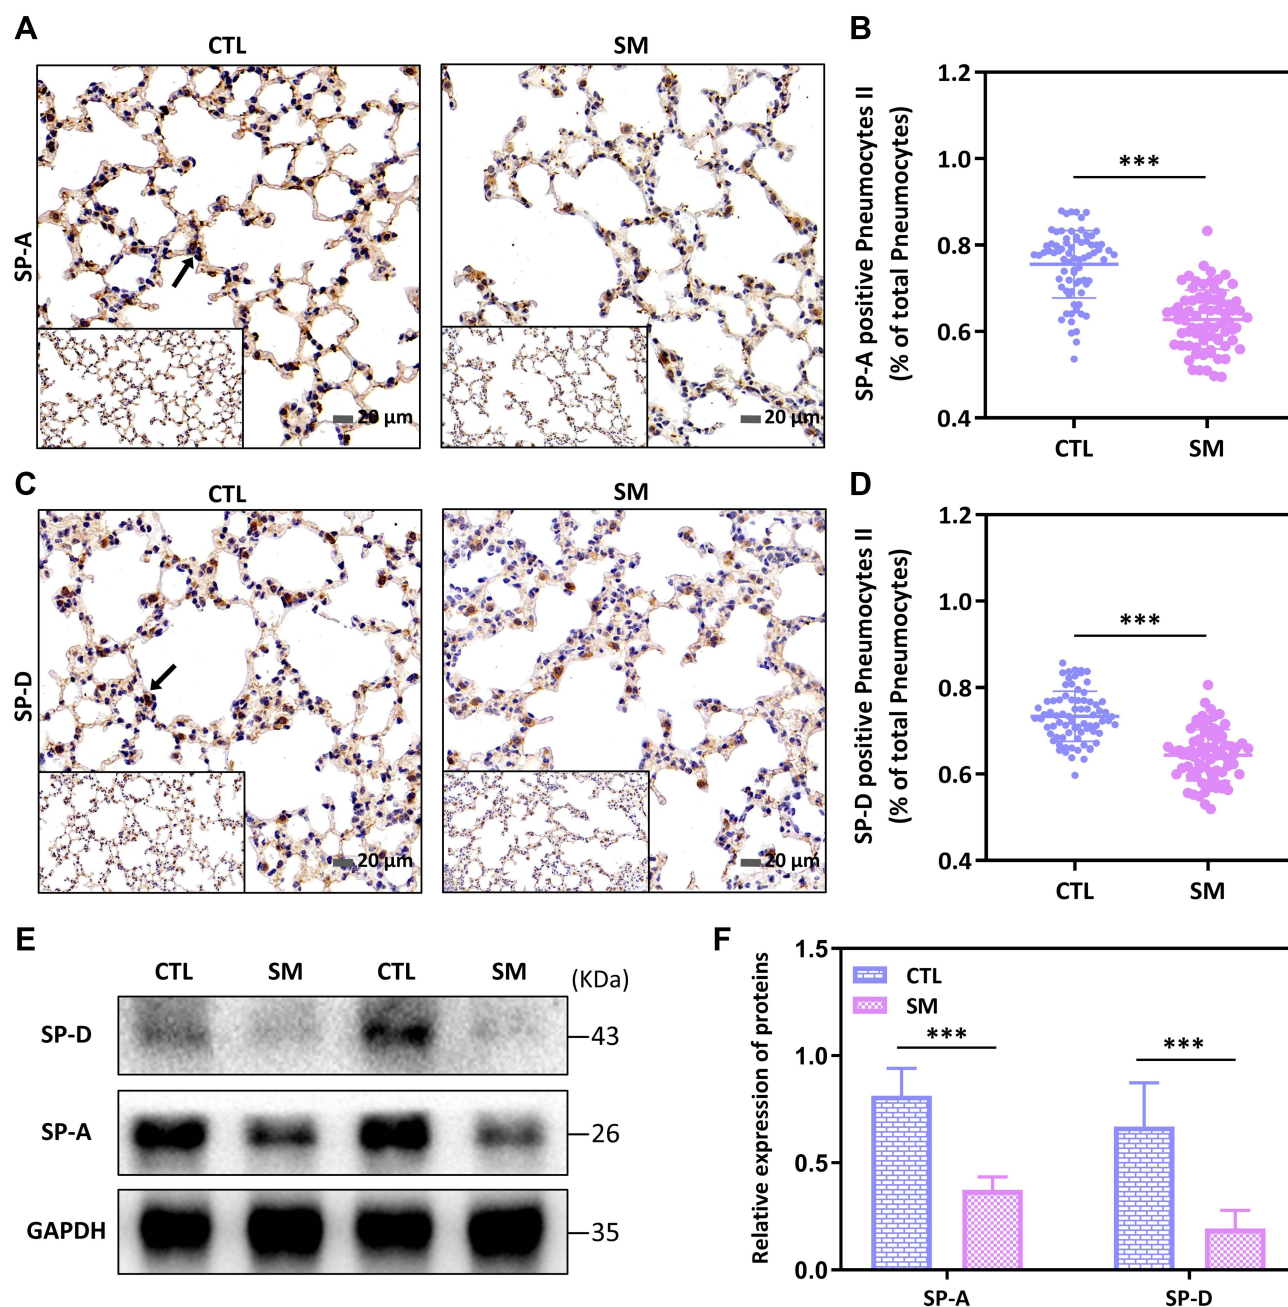 A
CTL
SM
SP-A
20 µm
20 µm
B
SP-A positive Pneumocytes II
(% of total Pneumocytes)
1.2
1.0
0.8
0.6
0.4
***
CTL
SM
C
CTL
SM
SP-D
20 µm
20 µm
D
SP-D positive Pneumocytes II
(% of total Pneumocytes)
1.2
1.0
0.8
0.6
0.4
***
CTL
SM
E
CTL SM CTL SM (KDa)
SP-D 43
SP-A 26
GAPDH 35
F
Relative expression of proteins
1.5
1.0
0.5
0.0
CTL
SM
***
***
SP-A
SP-D